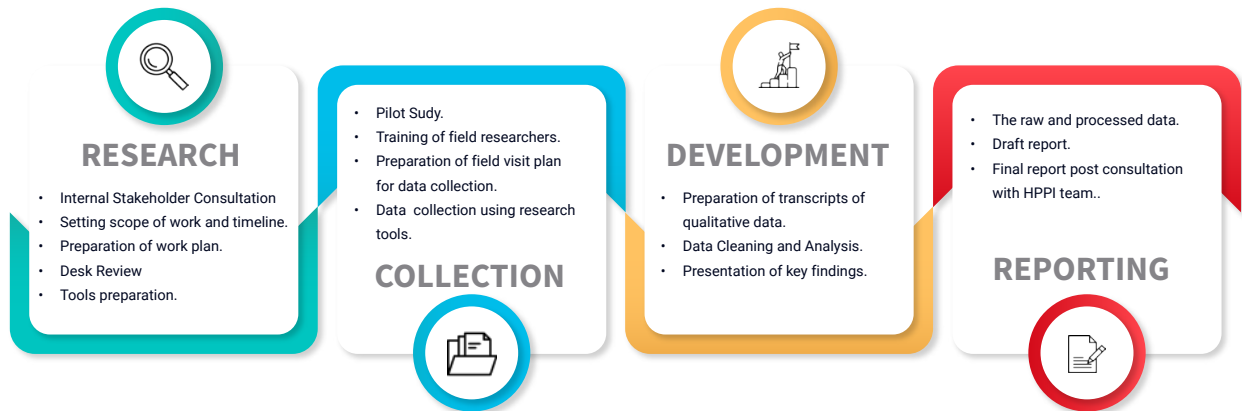 RESEARCH
• Internal Stakeholder Consultation
• Setting scope of work and timeline.
• Preparation of work plan.
• Desk Review
• Tools preparation.
• Pilot Sudy.
• Training of field researchers.
• Preparation of field visit plan
for data collection.
• Data collection using research
tools.
COLLECTION
DEVELOPMENT
• Preparation of transcripts of
qualitative data.
• Data Cleaning and Analysis.
• Presentation of key findings.
• The raw and processed data.
• Draft report.
• Final report post consultation
with HPPI team..
REPORTING